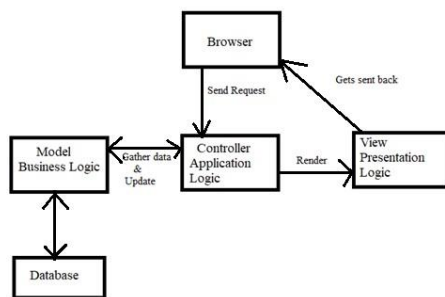 Browser
Send Request
Gets sent back
Model
Business Logic
Gather data
&
Update
Controller
Application
Logic
Render
View
Presentation
Logic
Database